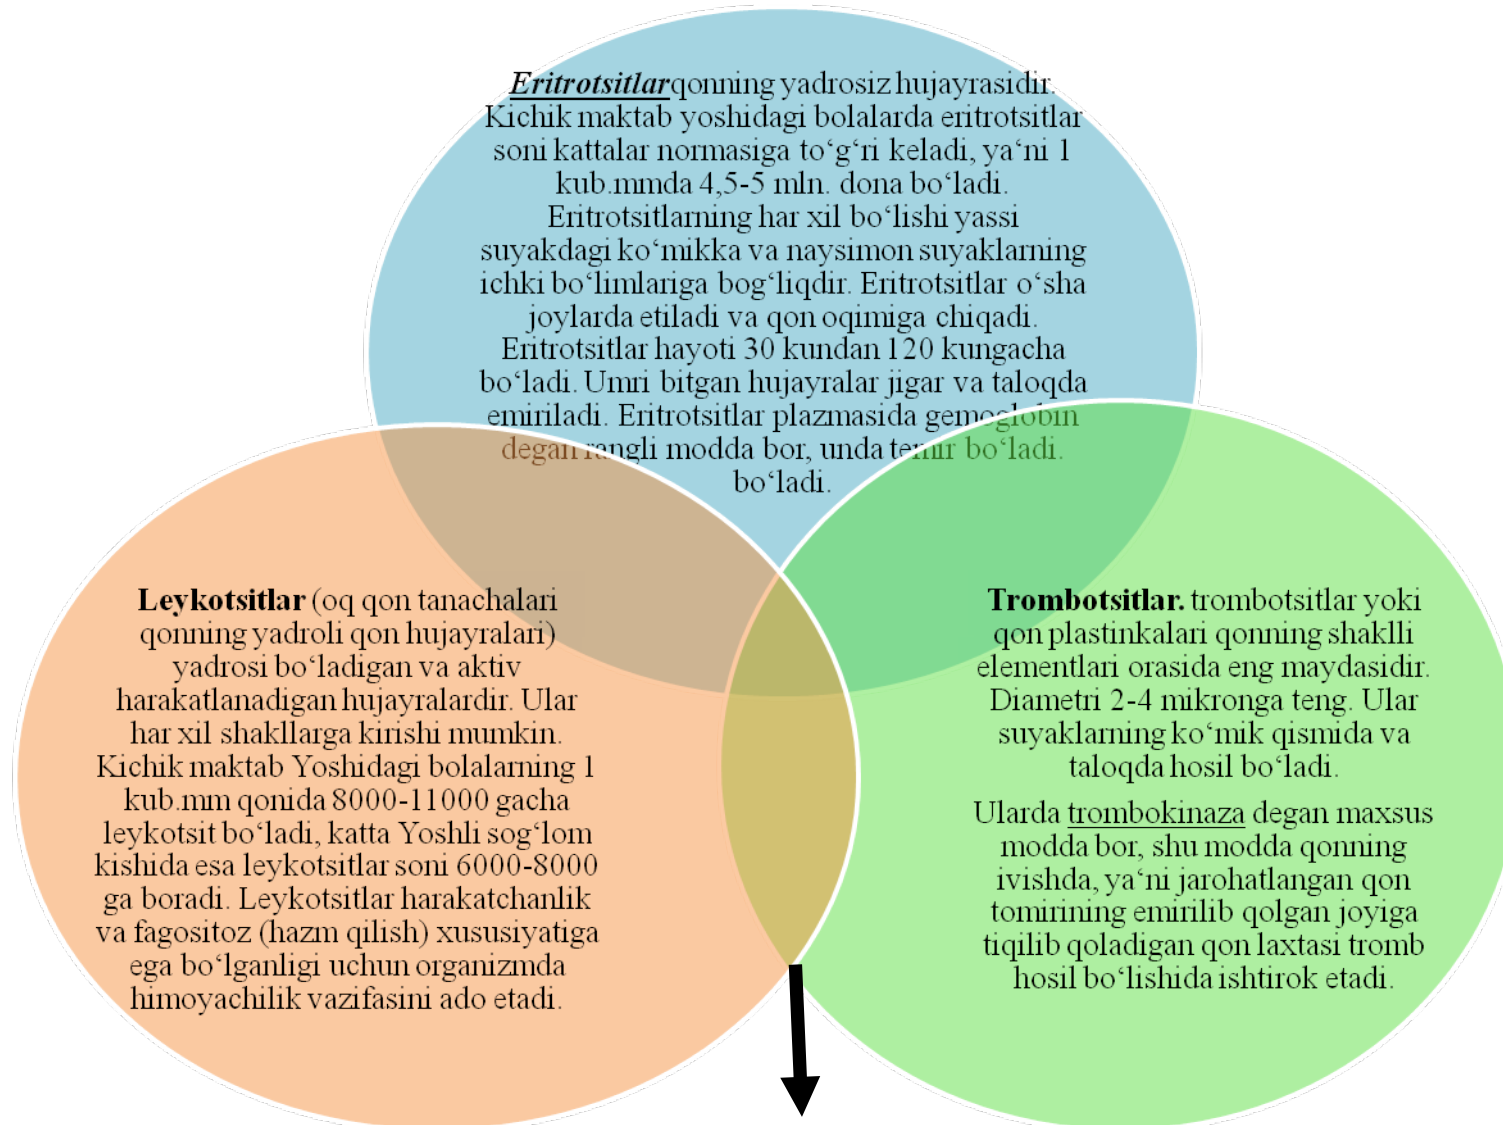 Eritrotsitlar qonning yadrosiz hujayrasidir.
Kichik maktab yoshidagi bolalarda eritrotsitlar
soni kattalar normasiga to‘g‘ri keladi, ya‘ni 1
kub.mmda 4,5-5 mln. dona bo‘ladi.
Eritrotsitlarning har xil bo‘lishi yassi
suyakdagi ko‘mikka va naysimon suyaklarning
ichki bo‘limlariga bog‘liqdir. Eritrotsitlar o‘sha
joylarda etiladi va qon oqimiga chiqadi.
Eritrotsitlar hayoti 30 kundan 120 kungacha
bo‘ladi. Umri bitgan hujayralar jigar va taloqda
emiriladi. Eritrotsitlar plazmasida gemoglobin
degan rangli modda bor, unda temir bo‘ladi.
bo‘ladi.
Leykotsitlar (oq qon tanachalari
qonning yadroli qon hujayralari)
yadrosi bo‘ladigan va aktiv
harakatlanadigan hujayralardir. Ular
har xil shakllarga kirishi mumkin.
Kichik maktab Yoshidagi bolalarning 1
kub.mm qonida 8000-11000 gacha
leykotsit bo‘ladi, katta Yoshli sog‘lom
kishida esa leykotsitlar soni 6000-8000
ga boradi. Leykotsitlar harakatchanlik
va fagositoz (hazm qilish) xususiyatiga
ega bo‘lganligi uchun organizmda
himoyachilik vazifasini ado etadi.
Trombotsitlar. trombotsitlar yoki
qon plastinkalari qonning shaklli
elementlari orasida eng maydasidir.
Diametri 2-4 mikronga teng. Ular
suyaklarning ko‘mik qismida va
taloqda hosil bo‘ladi.
Ularda trombokinaza degan maxsus
modda bor, shu modda qonning
ivishda, ya‘ni jarohatlangan qon
tomirining emirilib qolgan joyiga
tiqilib qoladigan qon laxtasi tromb
hosil bo‘lishida ishtirok etadi.